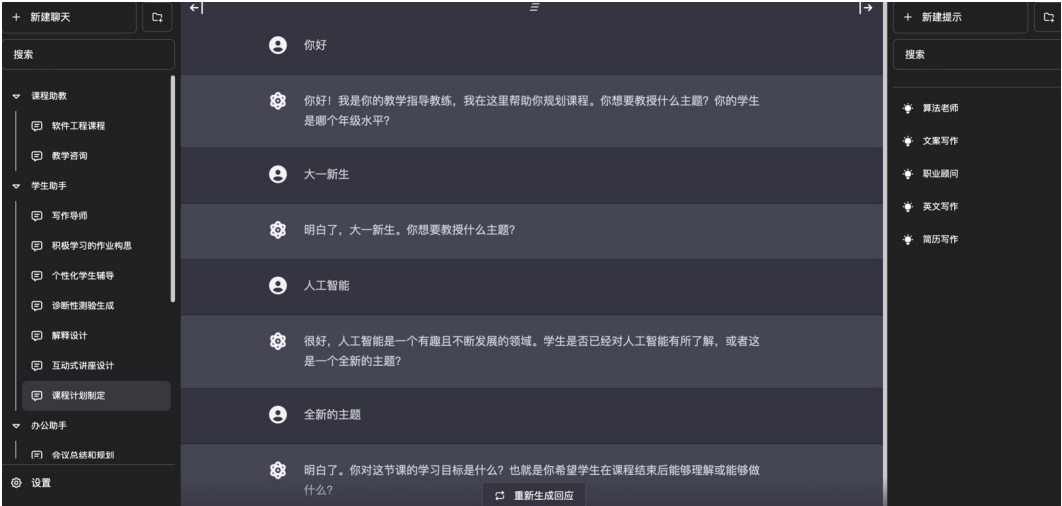 新建聊天
搜索
课程助教
软件工程课程
教学咨询
学生助手
写作导师
积极学习的作业构思
个性化学生辅导
诊断性测验生成
解释设计
互动式讲座设计
课程计划制定
办公助手
会议总结和规划
设置
你好
你好！我是你的教学指导教练，我在这里帮助你规划课程。你想要教授什么主题？你的学生
是哪个年级水平？
大一新生
明白了，大一新生。你想要教授什么主题？
人工智能
很好，人工智能是一个有趣且不断发展的领域。学生是否已经对人工智能有所了解，或者这
是一个全新的主题？
全新的主题
明白了。你对这节课的学习目标是什么？也就是你希望学生在课程结束后能够理解或能够做
什么？
重新生成回应
新建提示
搜索
算法老师
文案写作
职业顾问
英文写作
简历写作